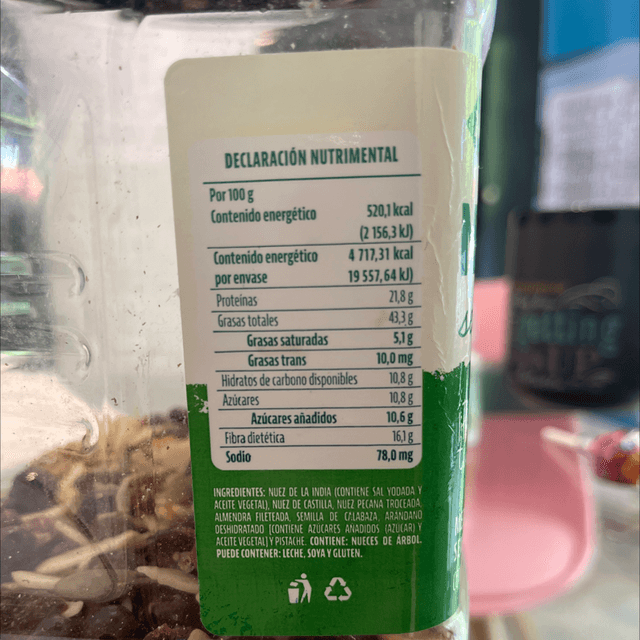 DECLARACIÓN NUTRIMENTAL
Por 100 g
Contenido energético 520,1 kcal
(2 156,3 kJ)
Contenido energético 4 717,31 kcal
por envase 19 557,64 kJ)
Proteinas 21,8 g
Grasas totales 43,3 g
Grasas saturadas 5,1 g
Grasas trans 10,0 mg
Hidratos de carbono disponibles 10,8 g
Azúcares 10,8 g
Azúcares añadidos 10,6 g
Fibra dietética 16,1 g
Sodio 78,0 mg
INGREDIENTES: NUEZ DE LA INDIA (CONTIENE SAL YODADA Y
ACEITE VEGETAL), NUEZ DE CASTILLA, NUEZ PECANA TROCEADA,
ALMENDRA FILETEADA, SEMILLA DE CALABAZA, ARÁNDANO
DESHIDRATADO (CONTIENE AZÚCARES AÑADIDOS (AZÚCAR) Y
ACEITE VEGETAL) Y PISTACHE. CONTIENE: NUECES DE ÁRBOL.
PUEDE CONTENER: LECHE, SOYA Y GLUTEN.